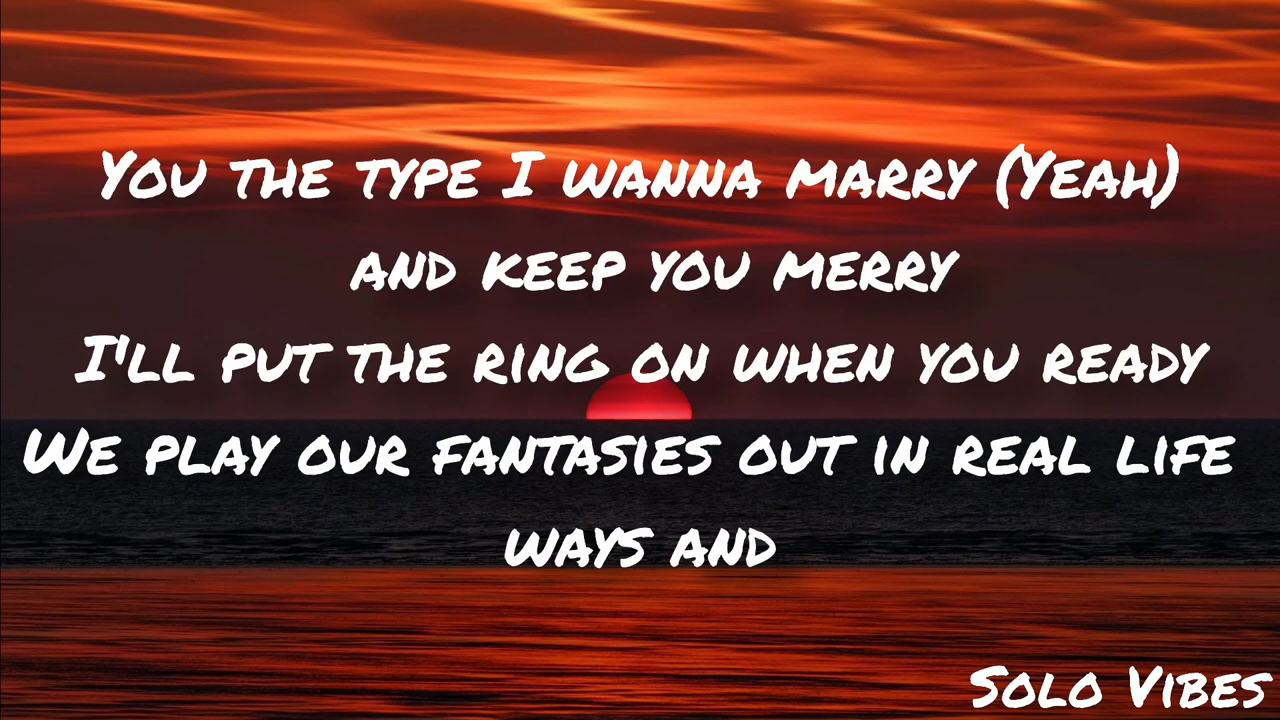 You the type I wanna marry (Yeah)
and keep you merry
I'll put the ring on when you ready
We play our fantasies out in real life
ways and
Solo Vibes